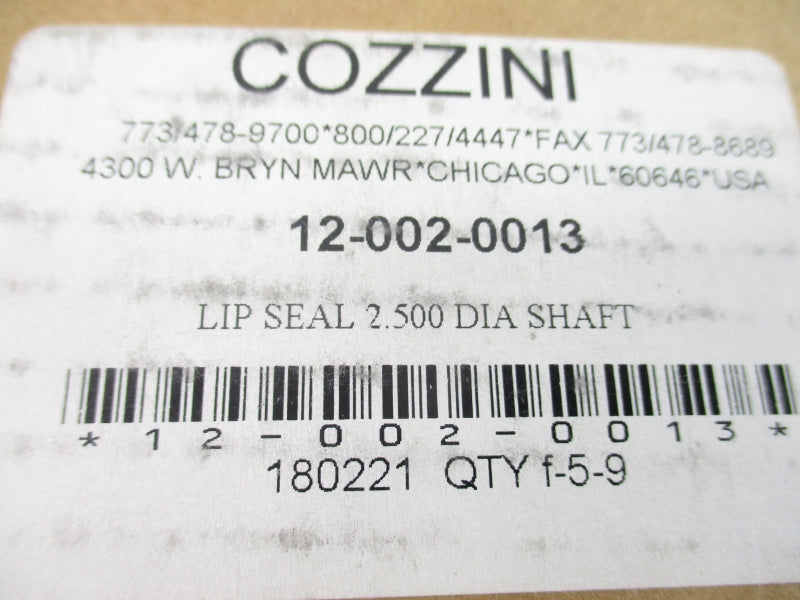 COZZINI
773/478-9700*800/227/4447*FAX 773/478-8689
4300 W. BRYN MAWR*CHICAGO*IL*60646*USA
12-002-0013
LIP SEAL 2.500 DIA SHAFT
*12-002-0013*
180221 QTY f-5-9